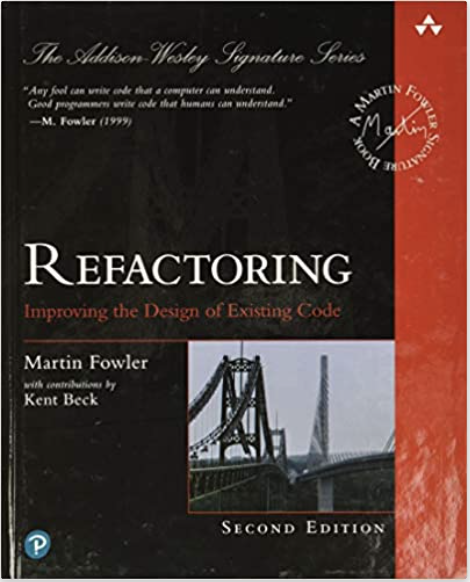 The Addison-Wesley Signature Series
"Any fool can write code that a computer can understand.
Good programmers write code that humans can understand."
—M. Fowler (1999)
A MARTIN FOWLER SIGNATURE BOOK
Martin
REFACTORING
Improving the Design of Existing Code
Martin Fowler
with contributions by
Kent Beck
SECOND EDITION
P